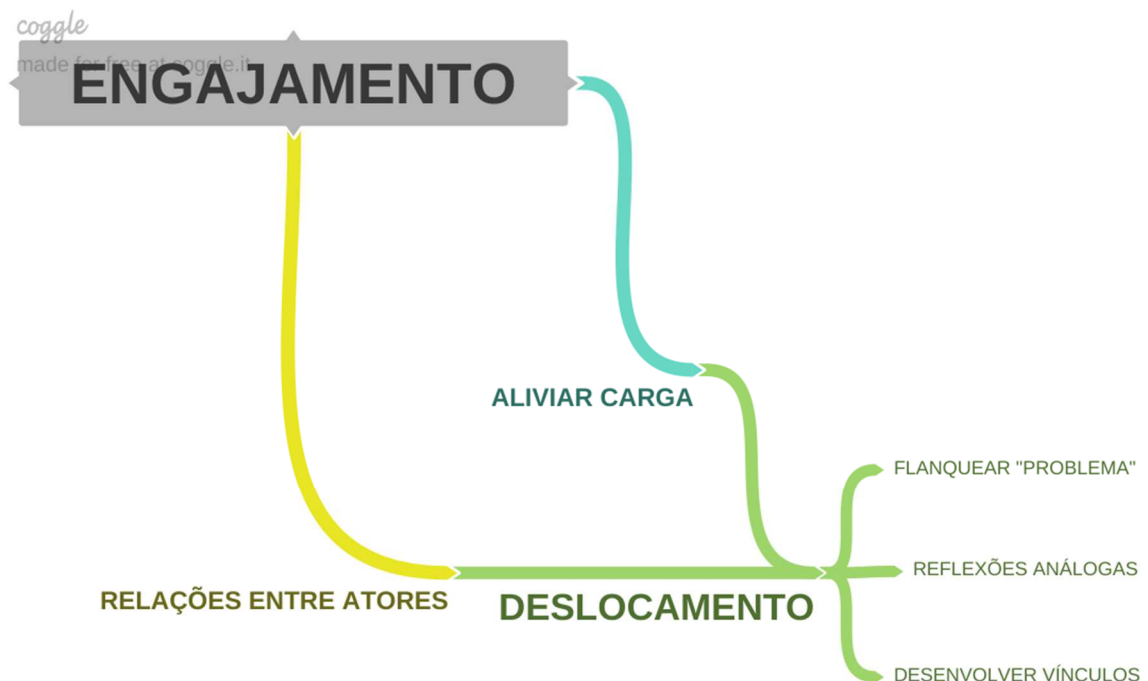 coggle
made for free at coggle.it
ENGAJAMENTO
ALIVIAR CARGA
FLANQUEAR "PROBLEMA"
REFLEXÕES ANÁLOGAS
RELAÇÕES ENTRE ATORES
DESLOCAMENTO
DESENVOLVER VÍNCULOS